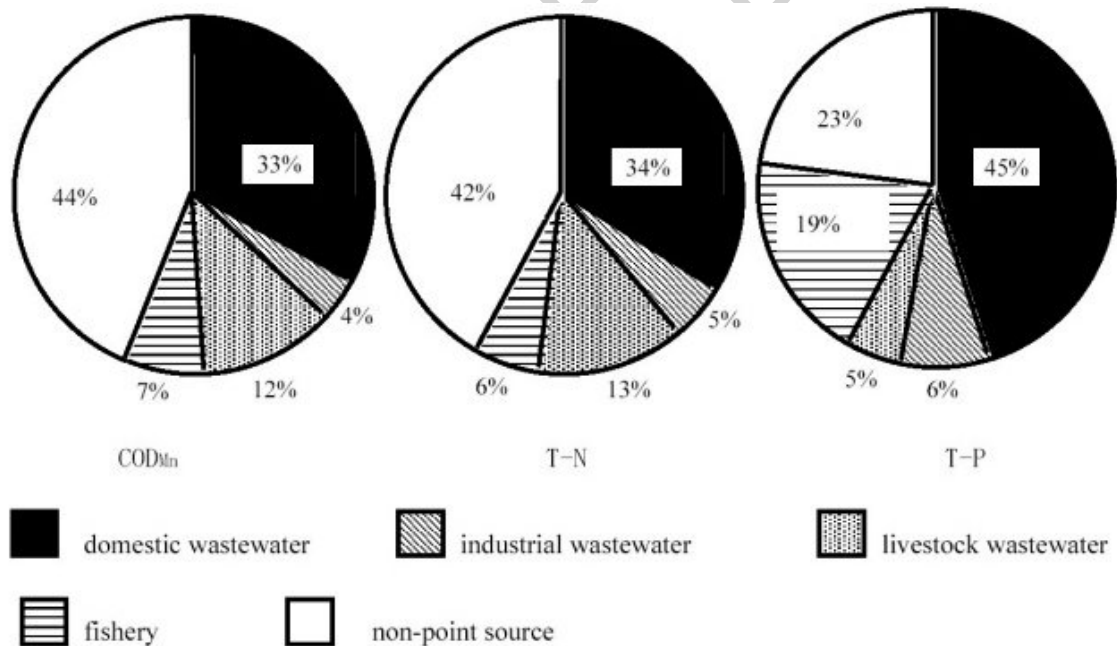 33%
44%
4%
7%
12%
CODMn
34%
42%
5%
6%
13%
T-N
23%
45%
19%
5%
6%
T-P
domestic wastewater
industrial wastewater
livestock wastewater
fishery
non-point source